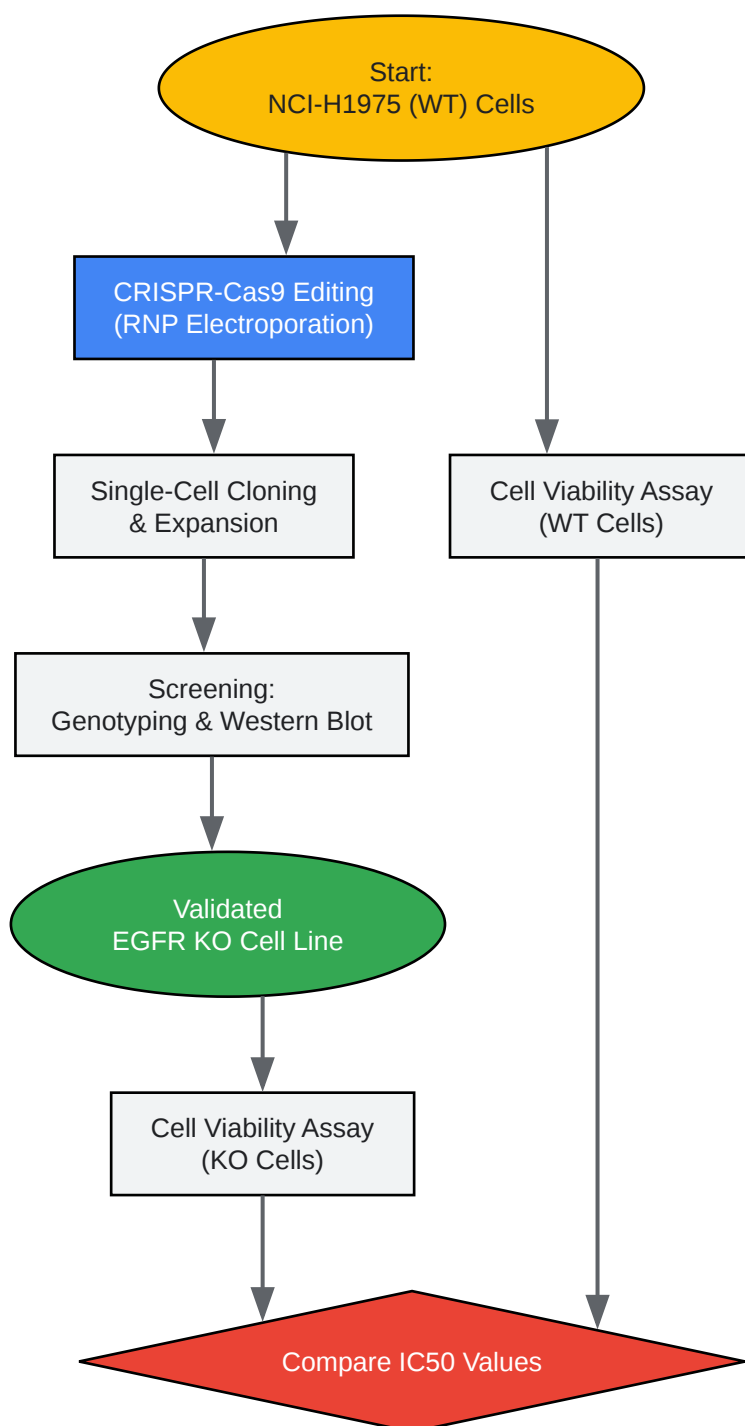 Start:
NCI-H1975 (WT) Cells
CRISPR-Cas9 Editing
(RNP Electroporation)
Single-Cell Cloning
& Expansion
Cell Viability Assay
(WT Cells)
Screening:
Genotyping & Western Blot
Validated
EGFR KO Cell Line
Cell Viability Assay
(KO Cells)
Compare IC50 Values